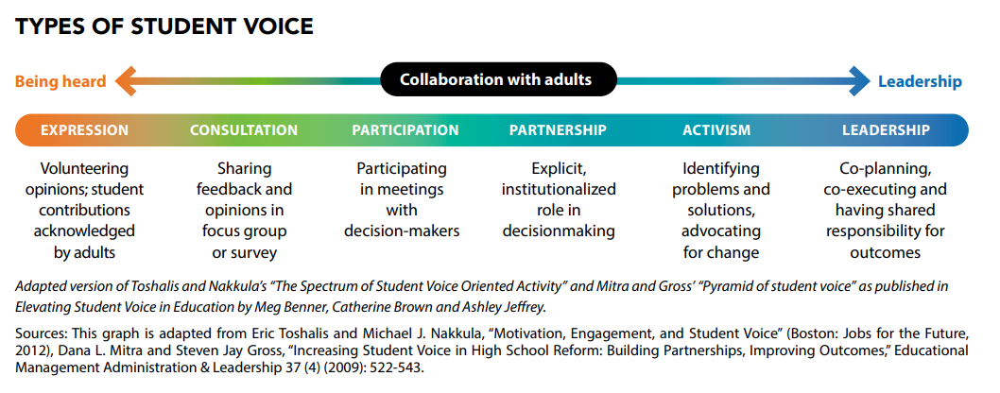 TYPES OF STUDENT VOICE
Being heard
Collaboration with adults
Leadership
EXPRESSION
CONSULTATION
PARTICIPATION
PARTNERSHIP
ACTIVISM
LEADERSHIP
Volunteering
opinions; student
contributions
acknowledged
by adults
Sharing
feedback and
opinions in
focus group
or survey
Participating
in meetings
with
decision-makers
Explicit,
institutionalized
role in
decisionmaking
Identifying
problems and
solutions,
advocating
for change
Co-planning,
co-executing and
having shared
responsibility for
outcomes
Adapted version of Toshalis and Nakkula’s “The Spectrum of Student Voice Oriented Activity” and Mitra and Gross’ “Pyramid of student voice” as published in
Elevating Student Voice in Education by Meg Benner, Catherine Brown and Ashley Jeffrey.
Sources: This graph is adapted from Eric Toshalis and Michael J. Nakkula, “Motivation, Engagement, and Student Voice” (Boston: Jobs for the Future,
2012), Dana L. Mitra and Steven Jay Gross, “Increasing Student Voice in High School Reform: Building Partnerships, Improving Outcomes,” Educational
Management Administration & Leadership 37 (4) (2009): 522-543.